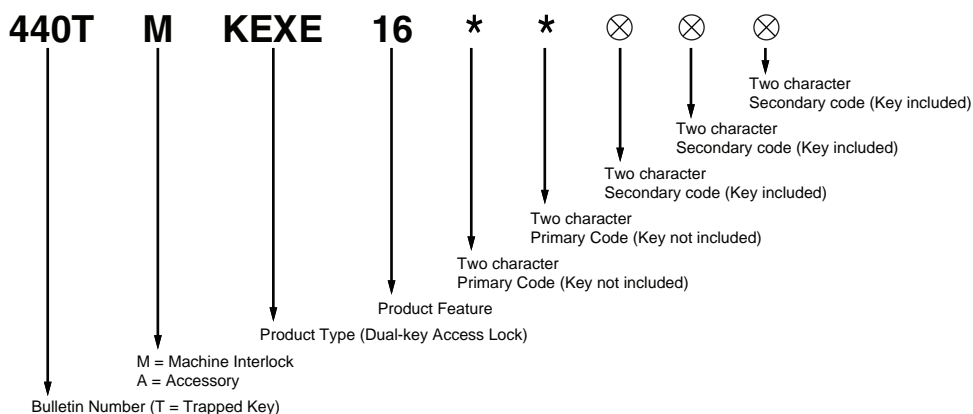 440T M KEXE 16 * * ⊗ ⊗ ⊗
Two character
Secondary code (Key included)
Two character
Secondary code (Key included)
Two character
Secondary code (Key included)
Two character
Primary Code (Key not included)
Two character
Primary Code (Key not included)
Product Feature
Product Type (Dual-key Access Lock)
M = Machine Interlock
A = Accessory
Bulletin Number (T = Trapped Key)